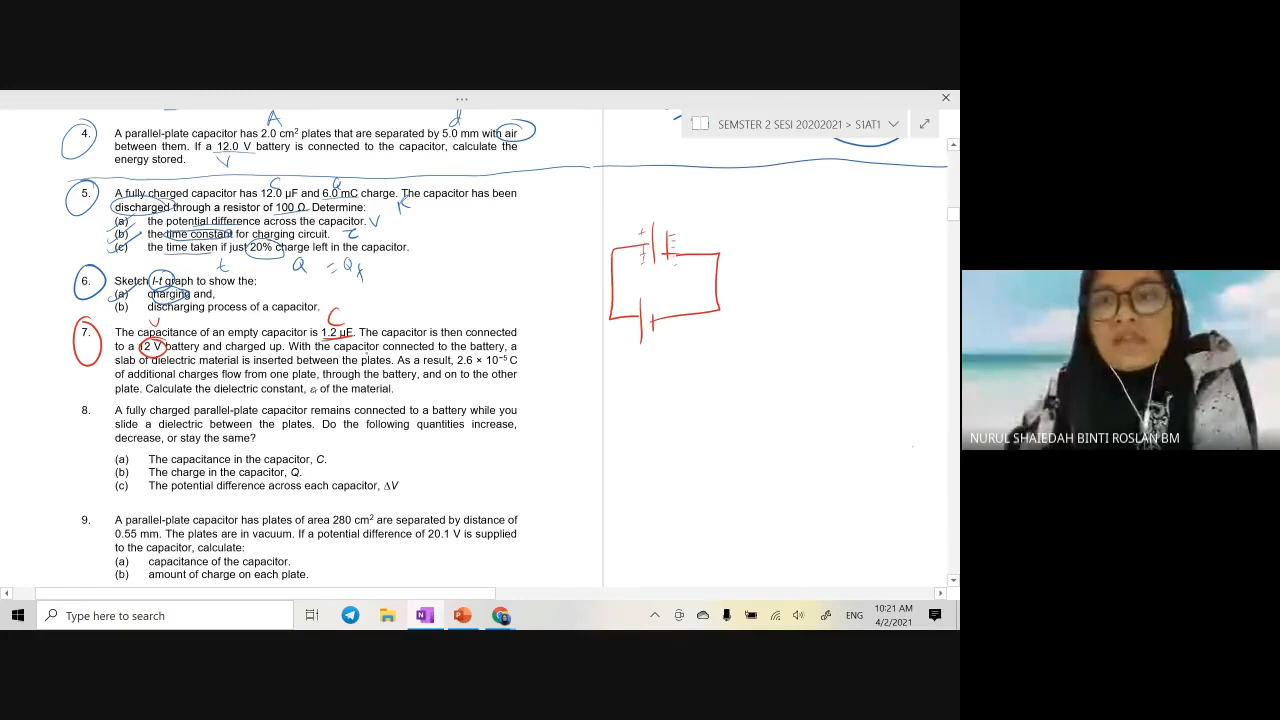 SEMSTER 2 SESI 20202021 > S1AT1
A
d
4. A parallel-plate capacitor has 2.0 cm² plates that are separated by 5.0 mm with air
between them. If a 12.0 V battery is connected to the capacitor, calculate the
energy stored.
V
C
Q
5. A fully charged capacitor has 12.0 μF and 6.0 mC charge. The capacitor has been
discharged through a resistor of 100 Ω. Determine:
R
(a) the potential difference across the capacitor.
V
(b) the time constant for charging circuit.
τ
(c) the time taken if just 20% charge left in the capacitor.
t
Q = Qf
6. Sketch I-t graph to show the:
(a) charging and,
(b) discharging process of a capacitor.
V
C
7. The capacitance of an empty capacitor is 1.2 μF. The capacitor is then connected
to a 12 V battery and charged up. With the capacitor connected to the battery, a
slab of dielectric material is inserted between the plates. As a result, 2.6 × 10⁻⁵ C
of additional charges flow from one plate, through the battery, and on to the other
plate. Calculate the dielectric constant, εr of the material.
8. A fully charged parallel-plate capacitor remains connected to a battery while you
slide a dielectric between the plates. Do the following quantities increase,
decrease, or stay the same?
(a) The capacitance in the capacitor, C.
(b) The charge in the capacitor, Q.
(c) The potential difference across each capacitor, ΔV
9. A parallel-plate capacitor has plates of area 280 cm² are separated by distance of
0.55 mm. The plates are in vacuum. If a potential difference of 20.1 V is supplied
to the capacitor, calculate:
(a) capacitance of the capacitor.
(b) amount of charge on each plate.
NURUL SHAIEDAH BINTI ROSLAN BM
Type here to search
ENG
10:21 AM
4/2/2021